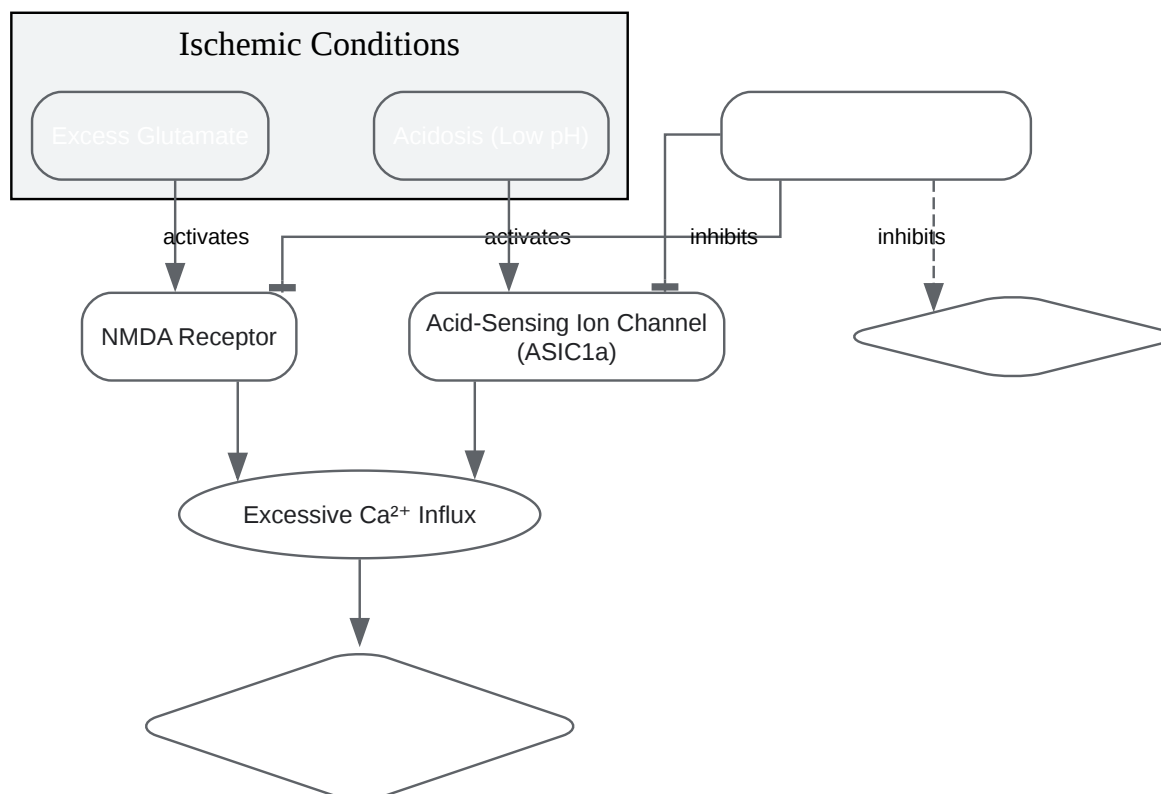 Ischemic Conditions
Excess Glutamate
Acidosis (Low pH)
activates
activates
inhibits
inhibits
NMDA Receptor
Acid-Sensing Ion Channel
(ASIC1a)
Excessive Ca²⁺ Influx